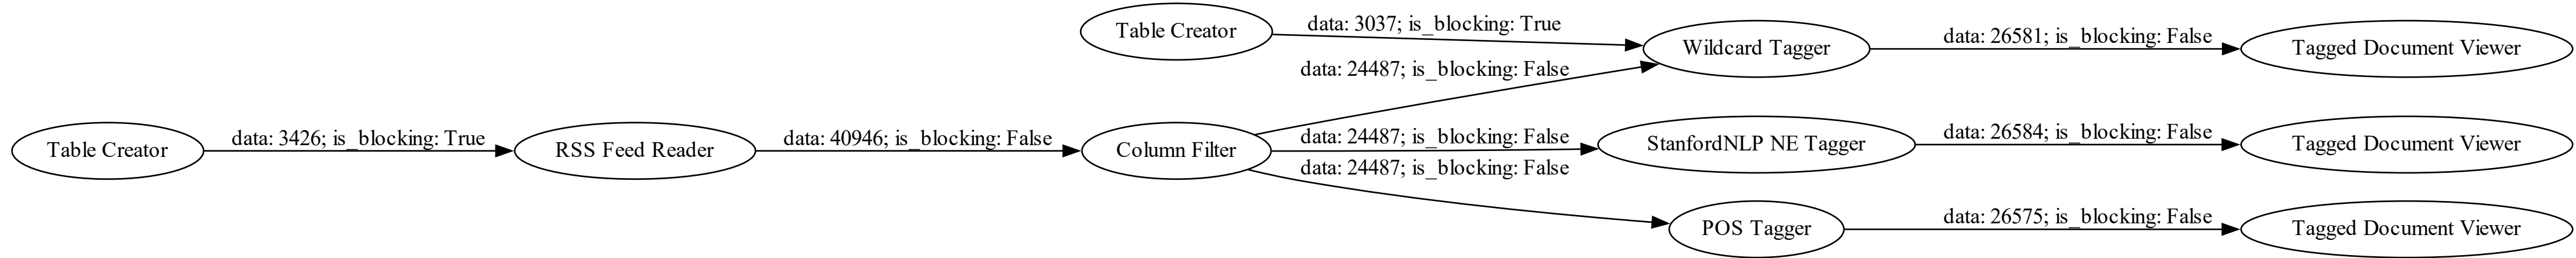 Table Creator
data: 3037; is_blocking: True
Wildcard Tagger
data: 26581; is_blocking: False
Tagged Document Viewer
data: 24487; is_blocking: False
Table Creator
data: 3426; is_blocking: True
RSS Feed Reader
data: 40946; is_blocking: False
Column Filter
data: 24487; is_blocking: False
StanfordNLP NE Tagger
data: 26584; is_blocking: False
Tagged Document Viewer
data: 24487; is_blocking: False
POS Tagger
data: 26575; is_blocking: False
Tagged Document Viewer